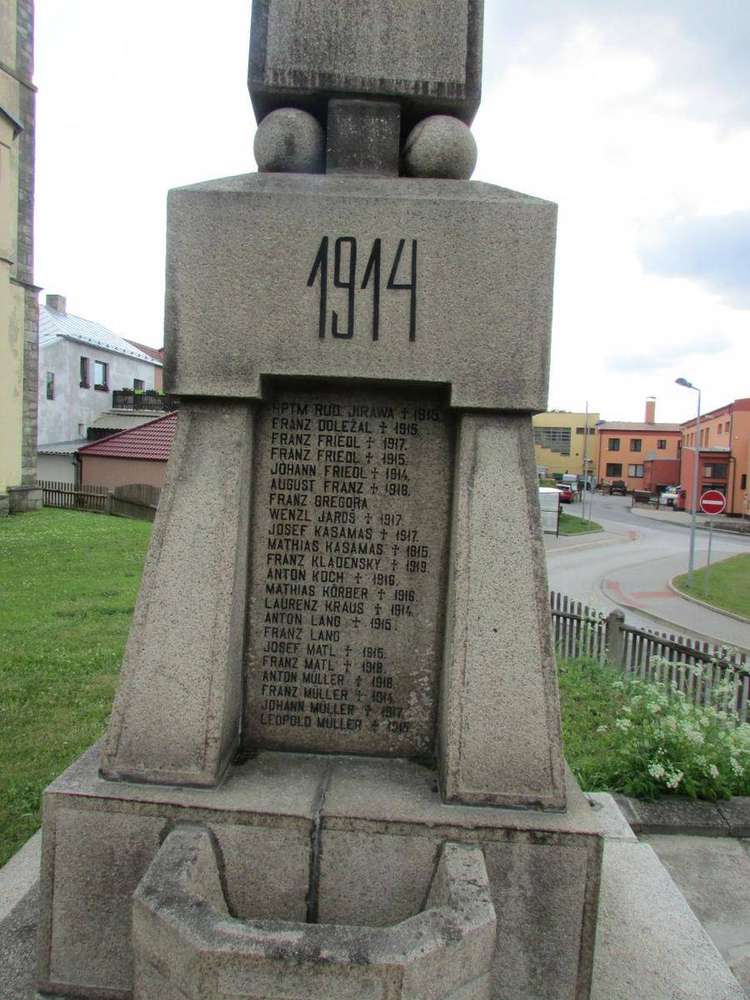 1914
HPTM RUD. JIRAWA ✝ 1915.
FRANZ DOLEŽAL ✝ 1915.
FRANZ FRIEDL ✝ 1917.
FRANZ FRIEDL ✝ 1915.
JOHANN FRIEDL ✝ 1914.
AUGUST FRANZ ✝ 1918.
FRANZ GREGORA
WENZL JAROŠ ✝ 1917.
JOSEF KASAMAS ✝ 1917.
MATHIAS KASAMAS ✝ 1915.
FRANZ KLADENSKY ✝ 1919.
ANTON KOCH ✝ 1916.
MATHIAS KÖRBER ✝ 1916.
LAURENZ KRAUS ✝ 1914.
ANTON LANG ✝ 1915.
FRANZ LANG
JOSEF MATL ✝ 1915.
FRANZ MATL ✝ 1918.
ANTON MÜLLER ✝ 1918.
FRANZ MÜLLER ✝ 1914.
JOHANN MÜLLER ✝ 1917.
LEOPOLD MÜLLER ✝ 1915.